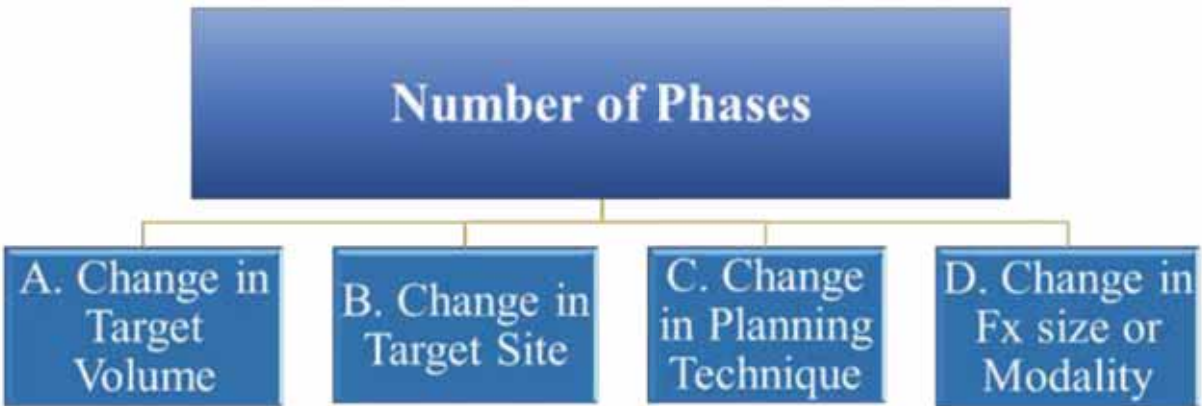 Number of Phases
A. Change in
Target
Volume
B. Change in
Target Site
C. Change
in Planning
Technique
D. Change in
Fx size or
Modality